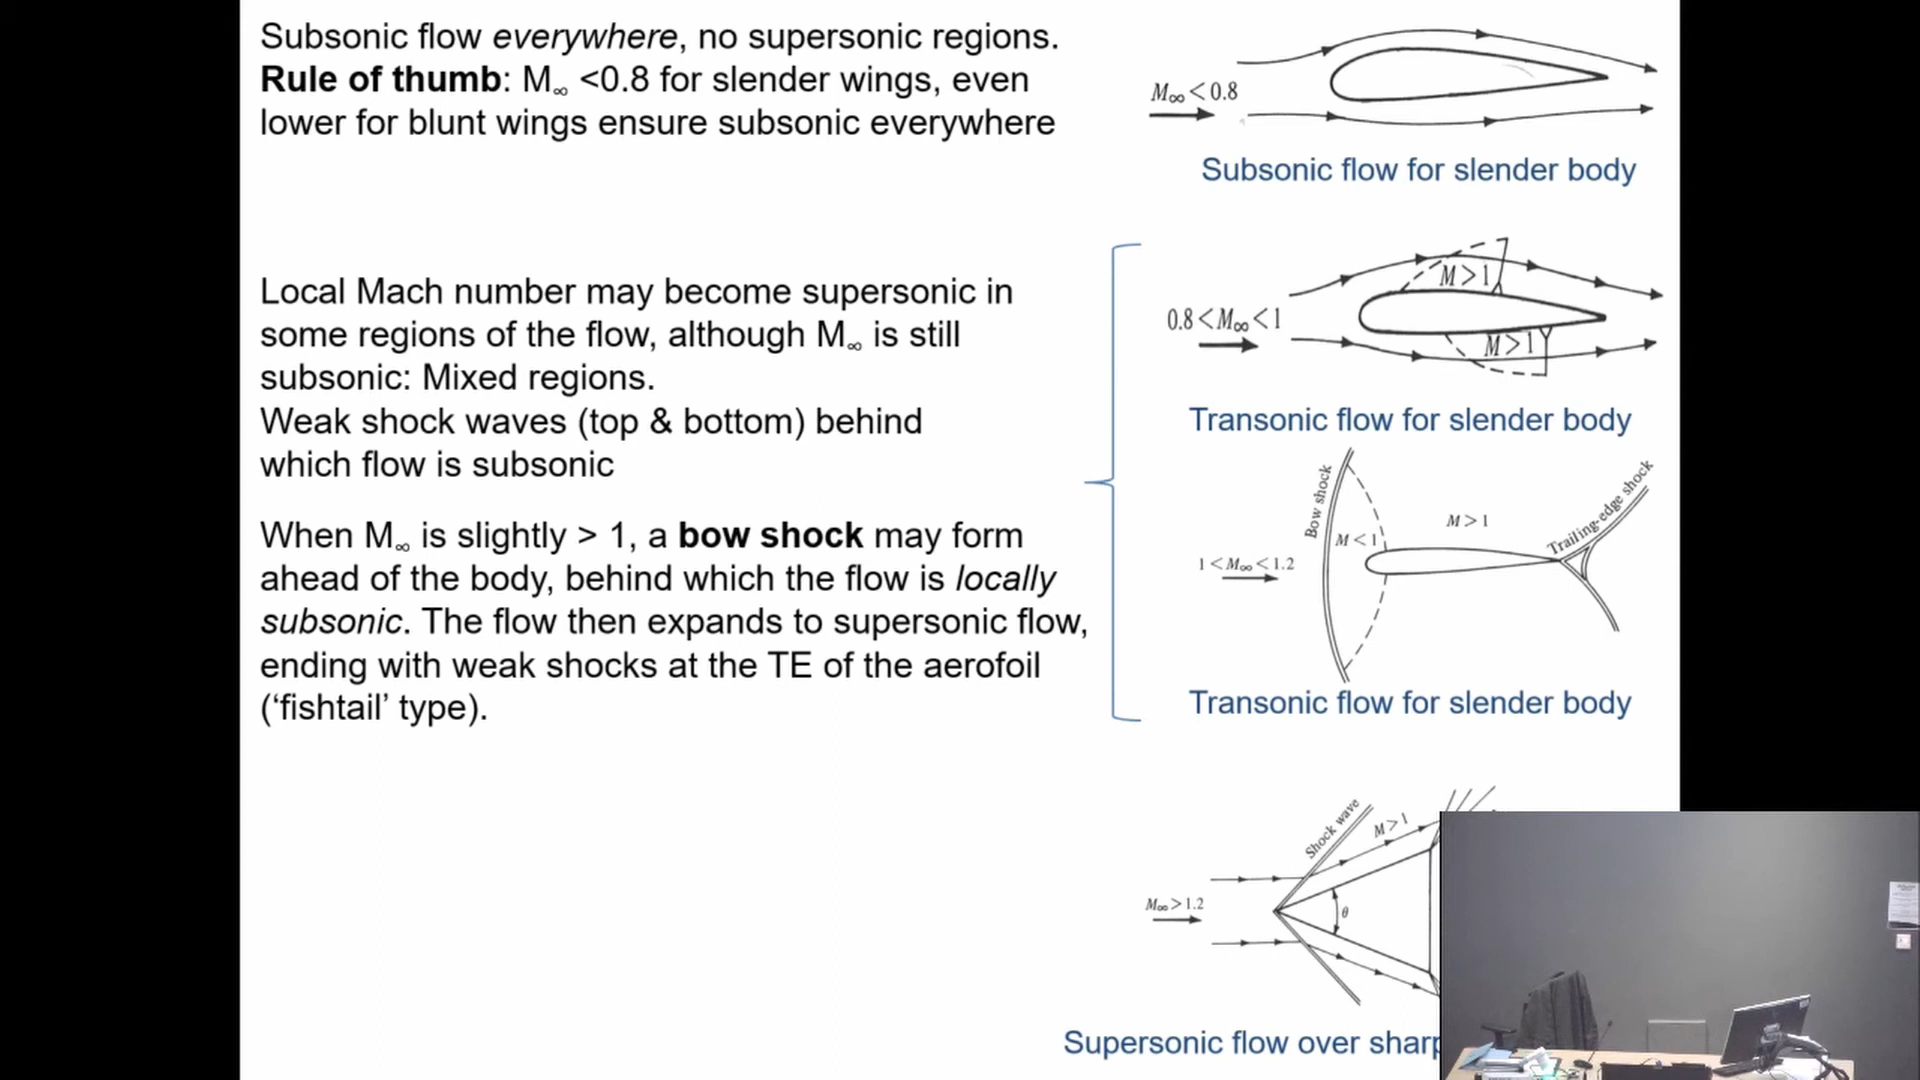 Subsonic flow everywhere, no supersonic regions.
Rule of thumb: M∞ <0.8 for slender wings, even
lower for blunt wings ensure subsonic everywhere
M∞<0.8
Subsonic flow for slender body
Local Mach number may become supersonic in
some regions of the flow, although M∞ is still
subsonic: Mixed regions.
Weak shock waves (top & bottom) behind
which flow is subsonic
0.8<M∞<1
M>1
M>1
Transonic flow for slender body
When M∞ is slightly > 1, a bow shock may form
ahead of the body, behind which the flow is locally
subsonic. The flow then expands to supersonic flow,
ending with weak shocks at the TE of the aerofoil
(‘fishtail’ type).
Bow shock
M<1
M>1
Trailing-edge shock
1<M∞<1.2
Transonic flow for slender body
Shock wave
M>1
M∞>1.2
θ
Supersonic flow over sharp